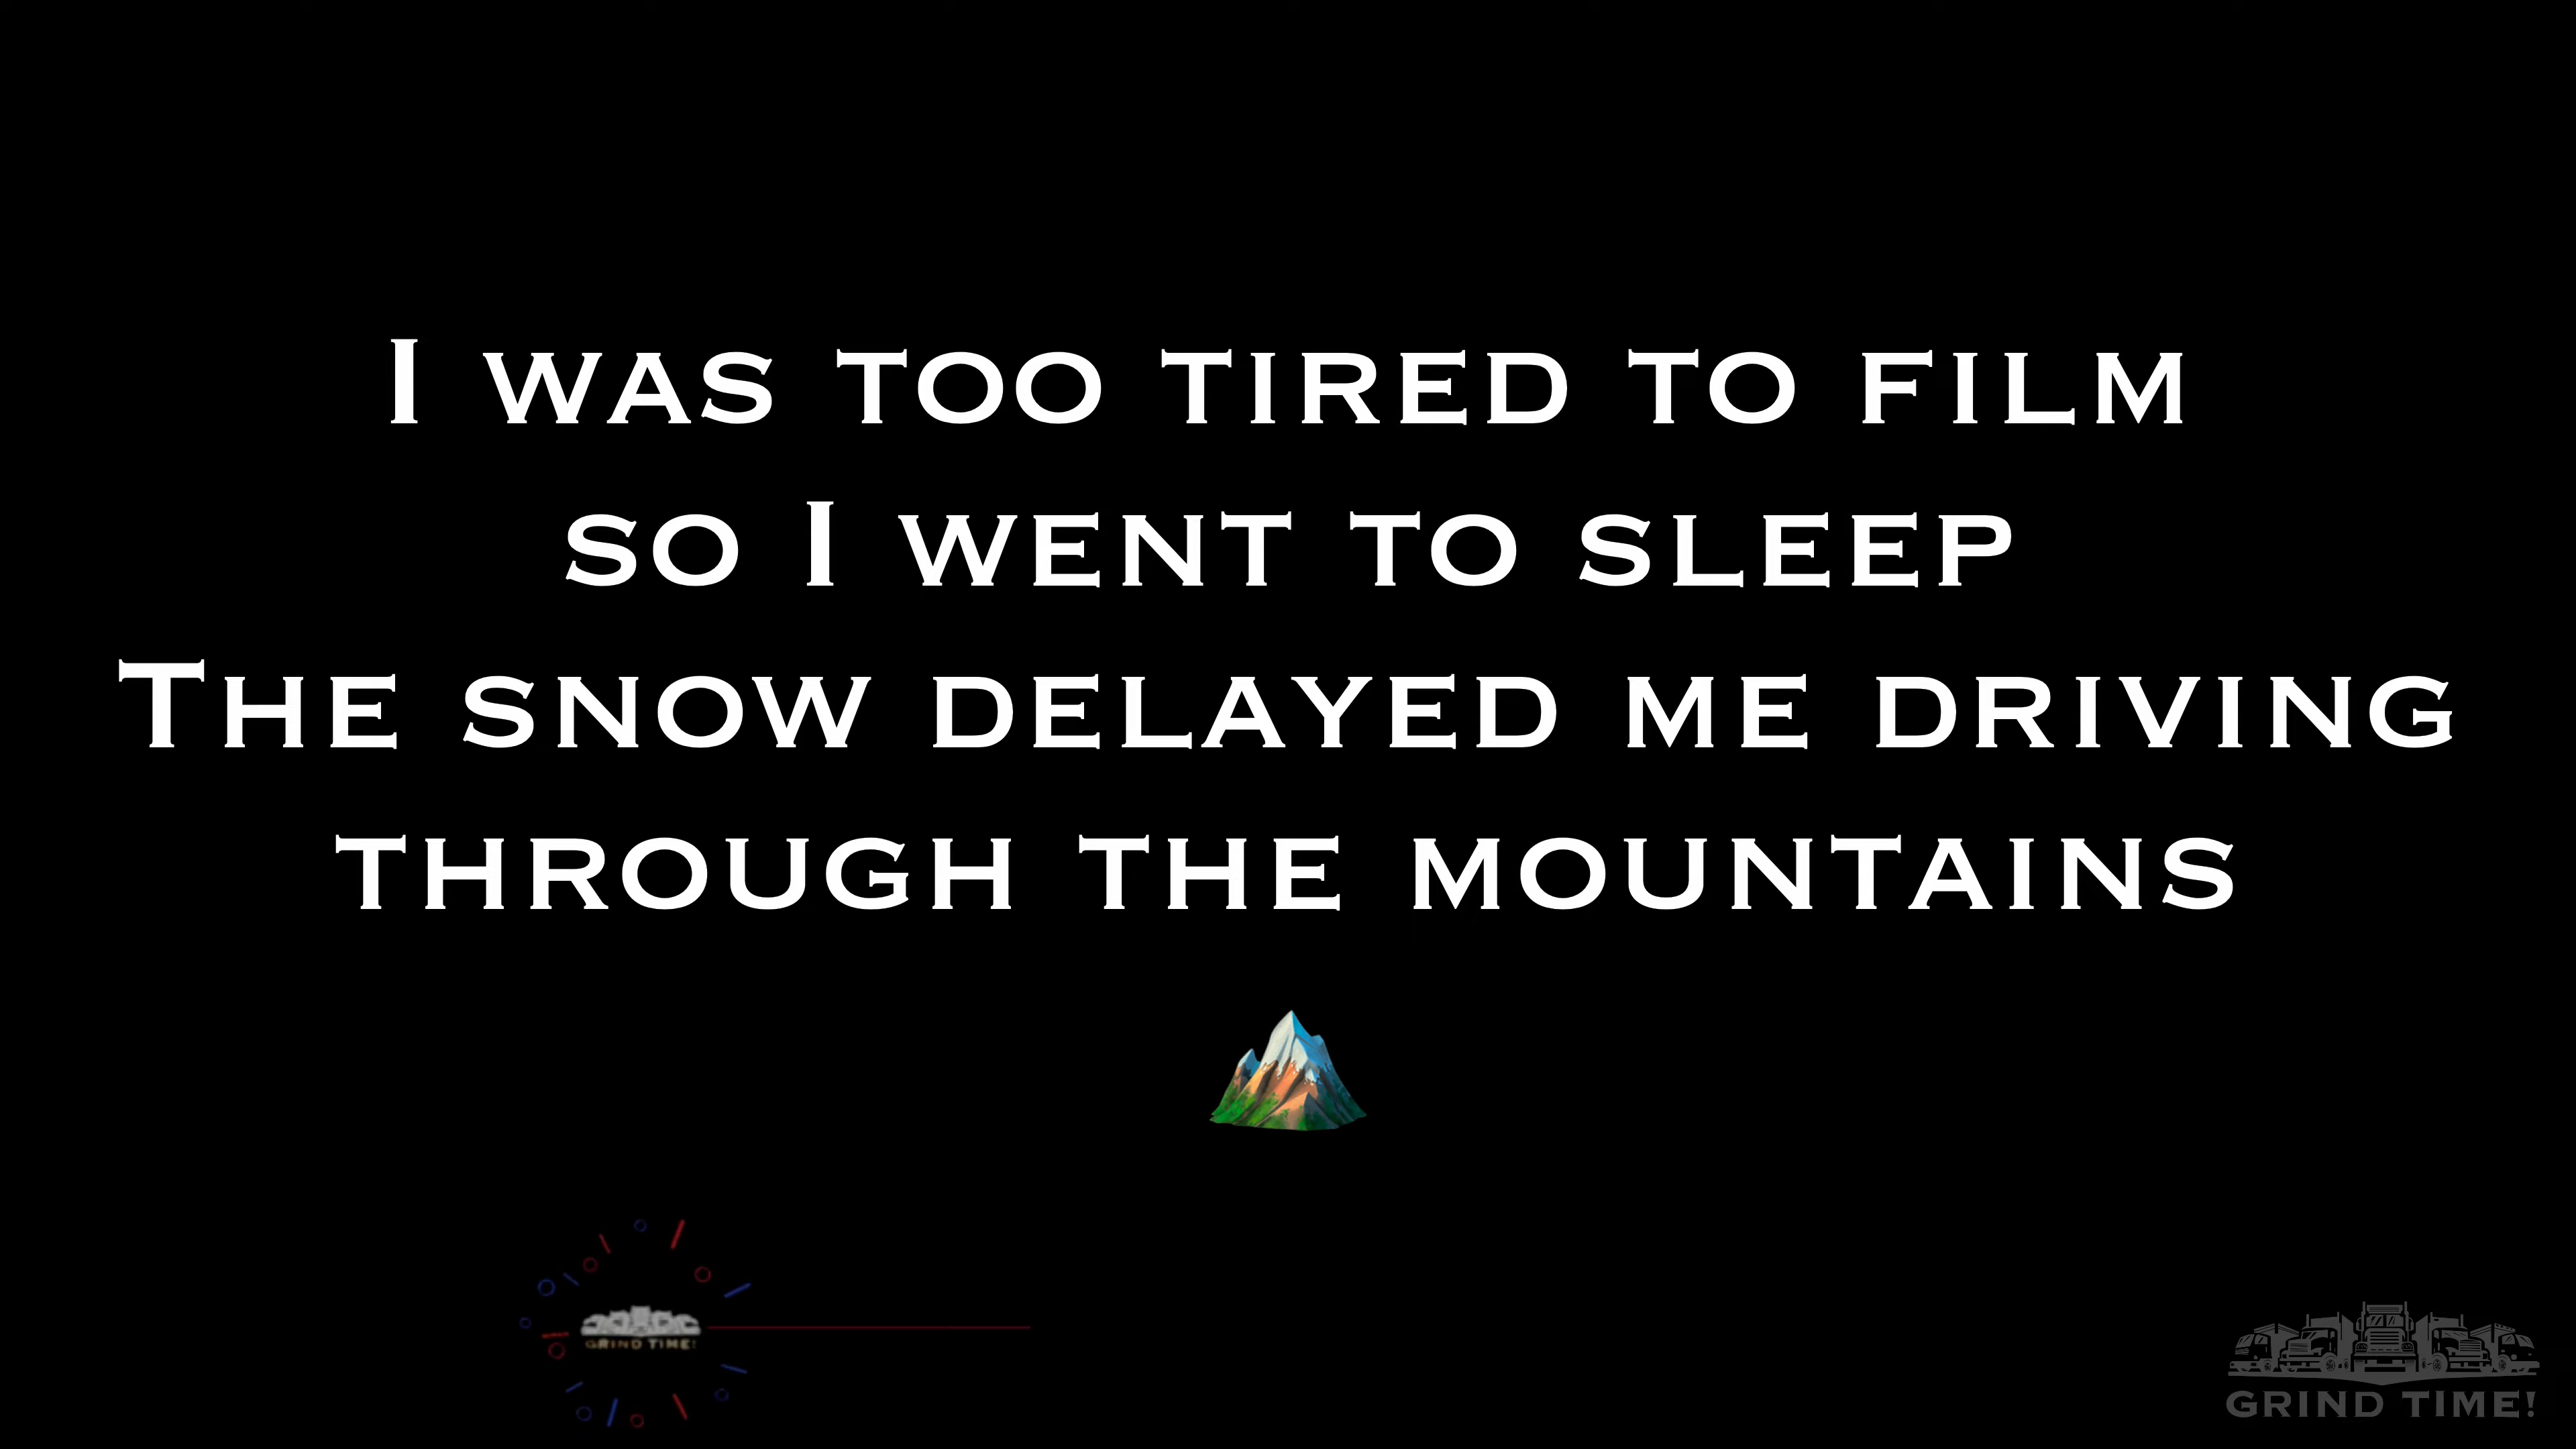 I was too tired to film
so I went to sleep
The snow delayed me driving
through the mountains
GRIND TIME!
GRIND TIME!